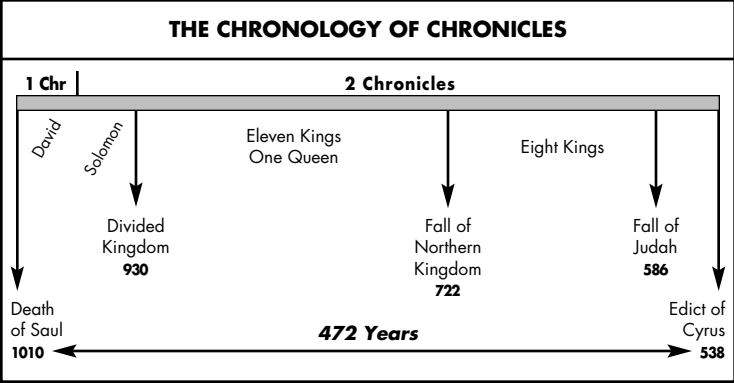 THE CHRONOLOGY OF CHRONICLES
1 Chr
2 Chronicles
David
Solomon
Eleven Kings
One Queen
Eight Kings
Divided
Kingdom
930
Fall of
Northern
Kingdom
722
Fall of
Judah
586
Death
of Saul
1010
472 Years
Edict of
Cyrus
538